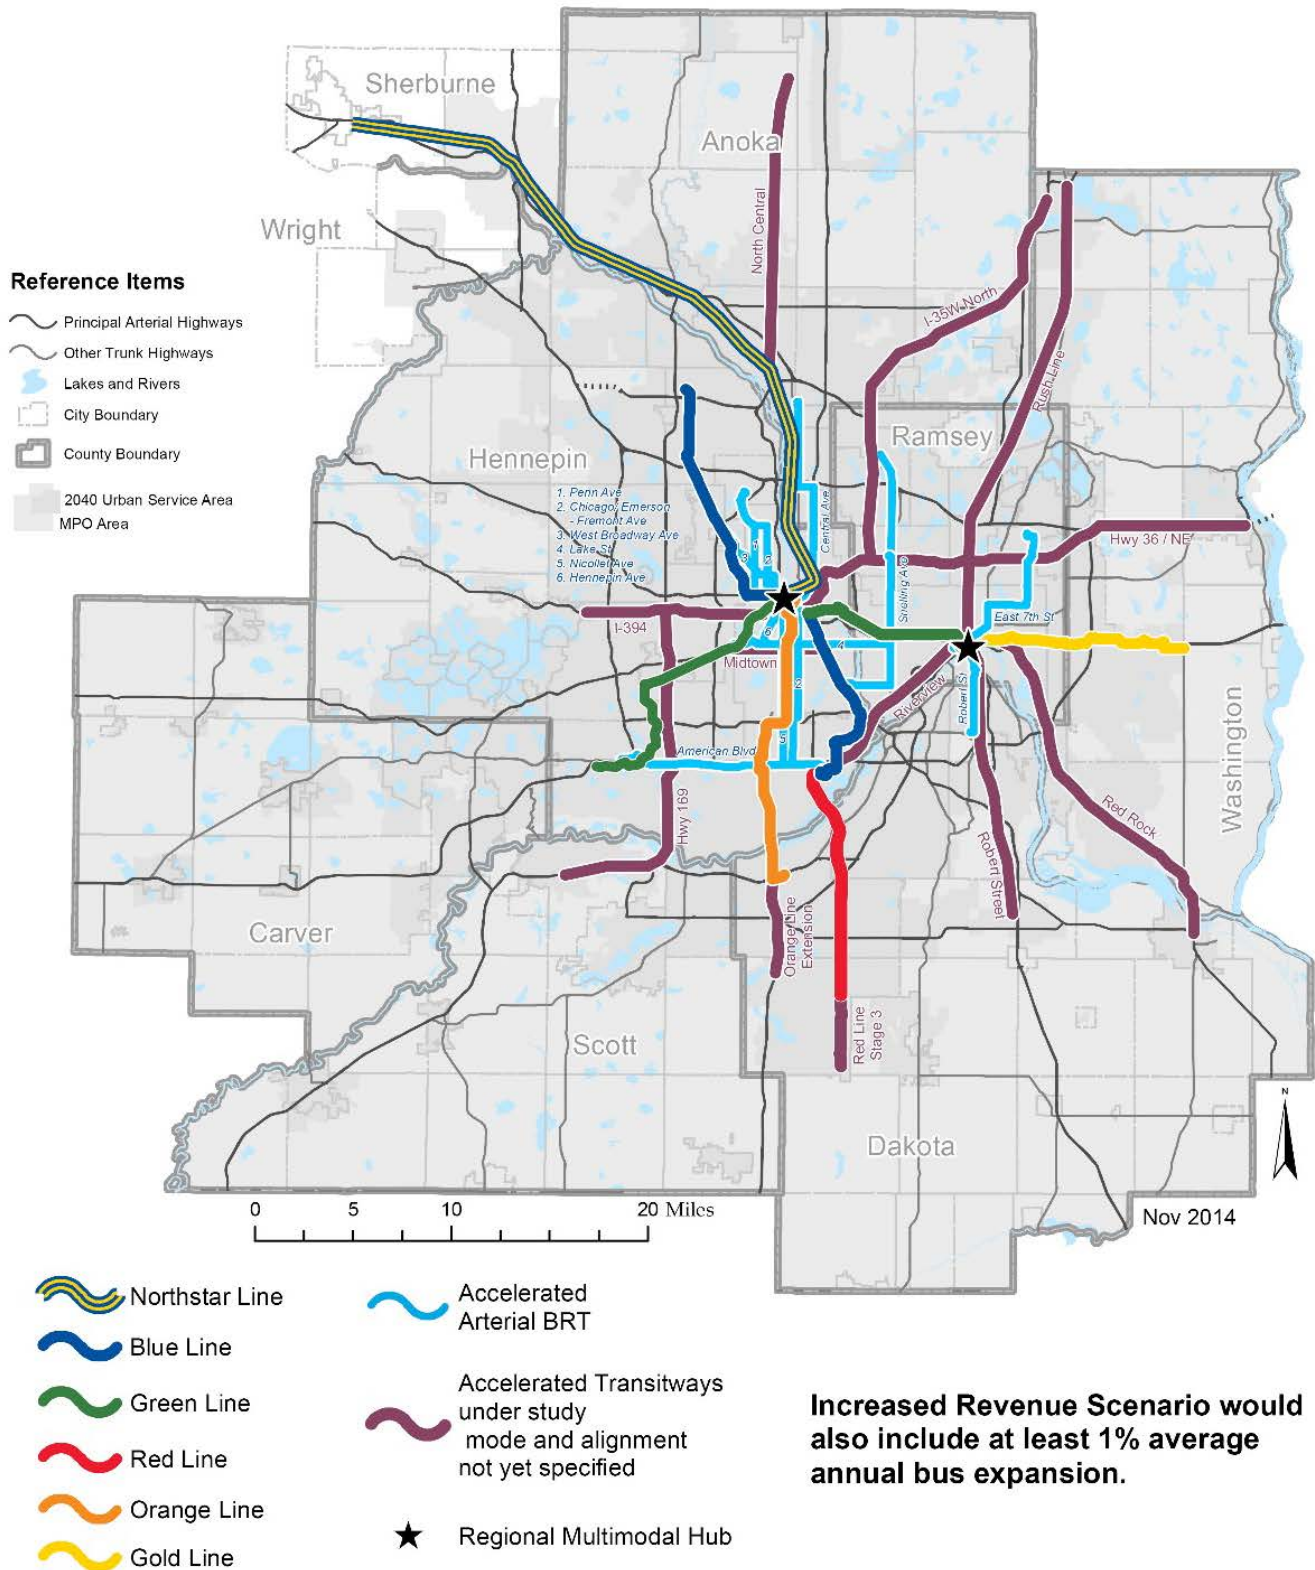 Sherburne
Anoka
Wright
North Central
Reference Items
Principal Arterial Highways
Other Trunk Highways
Lakes and Rivers
City Boundary
County Boundary
2040 Urban Service Area
MPO Area
I-35W-North
Rush Line
Ramsey
Hennepin
1. Penn Ave
2. Chicago/Emerson
- Fremont Ave
3. West Broadway Ave
4. Lake St
5. Nicollet Ave
6. Hennepin Ave
Central Ave
Snelling Ave
Hwy 36 / NE
3
2
I-394
6
4
East 7th St
Midtown
2
Riverview
Robert St
5
American Blvd
Washington
Hwy 169
Red Rock
Robert Street
Orange Line
Extension
Carver
Red Line
Stage 3
Scott
Dakota
N
0 5 10 20 Miles
Nov 2014
Northstar Line
Blue Line
Green Line
Red Line
Orange Line
Gold Line
Accelerated
Arterial BRT
Accelerated Transitways
under study
mode and alignment
not yet specified
Regional Multimodal Hub
Increased Revenue Scenario would
also include at least 1% average
annual bus expansion.